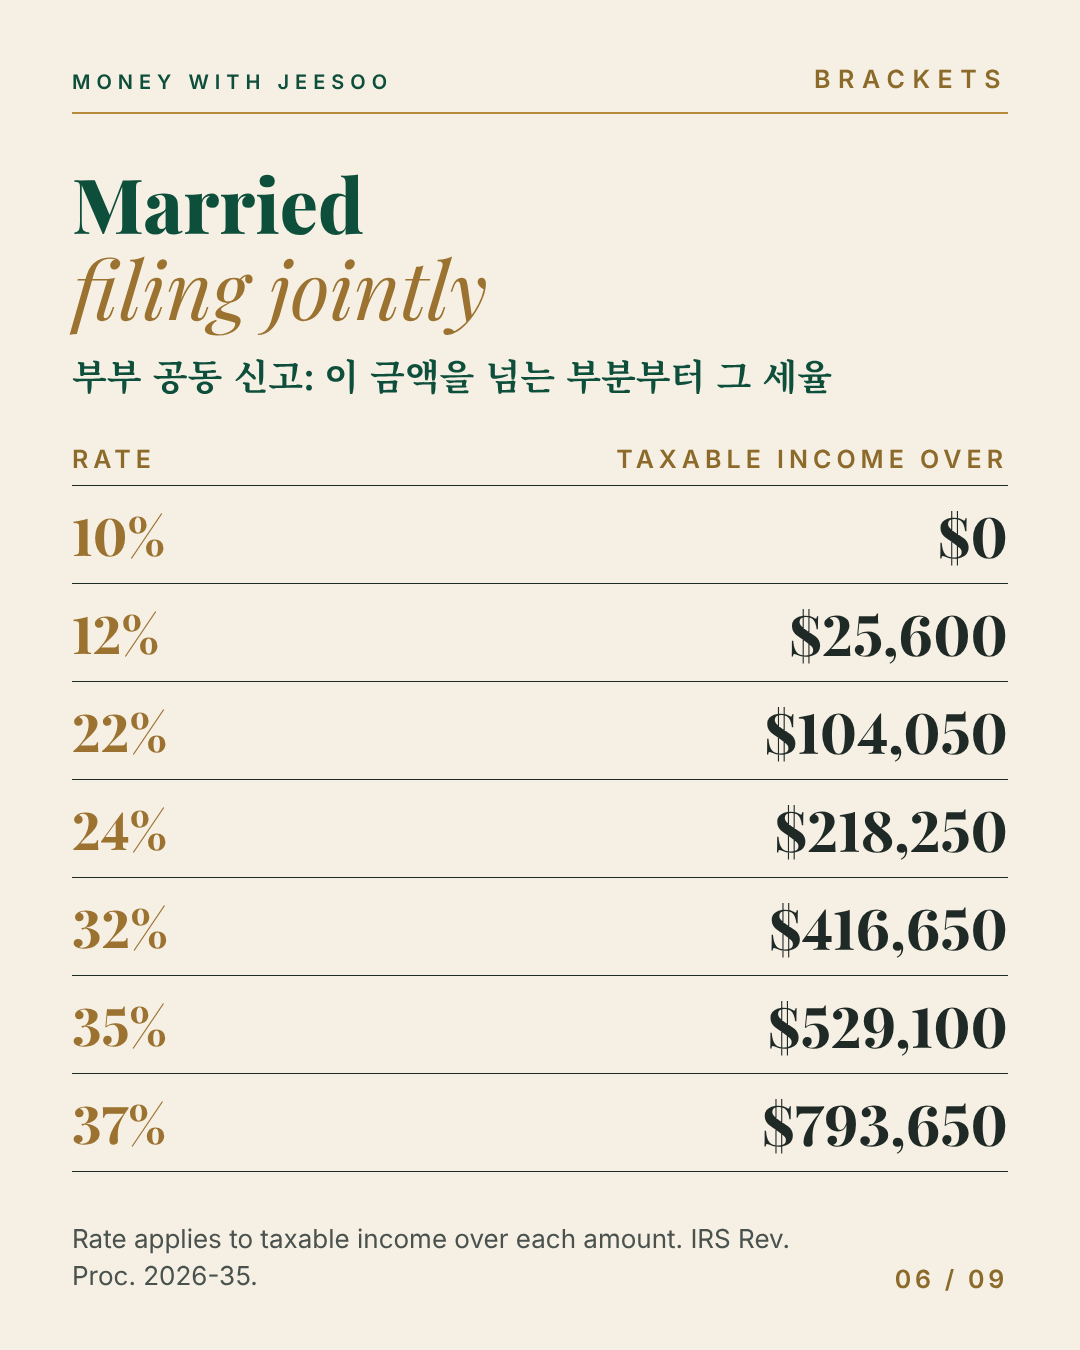 MONEY WITH JEESOO
BRACKETS
Married
filing jointly
부부 공동 신고: 이 금액을 넘는 부분부터 그 세율
RATE TAXABLE INCOME OVER
10% $0
12% $25,600
22% $104,050
24% $218,250
32% $416,650
35% $529,100
37% $793,650
Rate applies to taxable income over each amount. IRS Rev.
Proc. 2026-35.
06 / 09